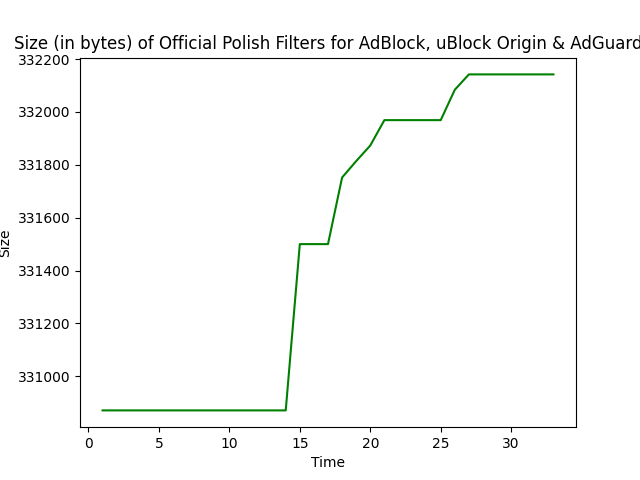 Size (in bytes) of Official Polish Filters for AdBlock, uBlock Origin & AdGuard
332200
332000
331800
331600
331400
331200
331000
Size
0 5 10 15 20 25 30
Time